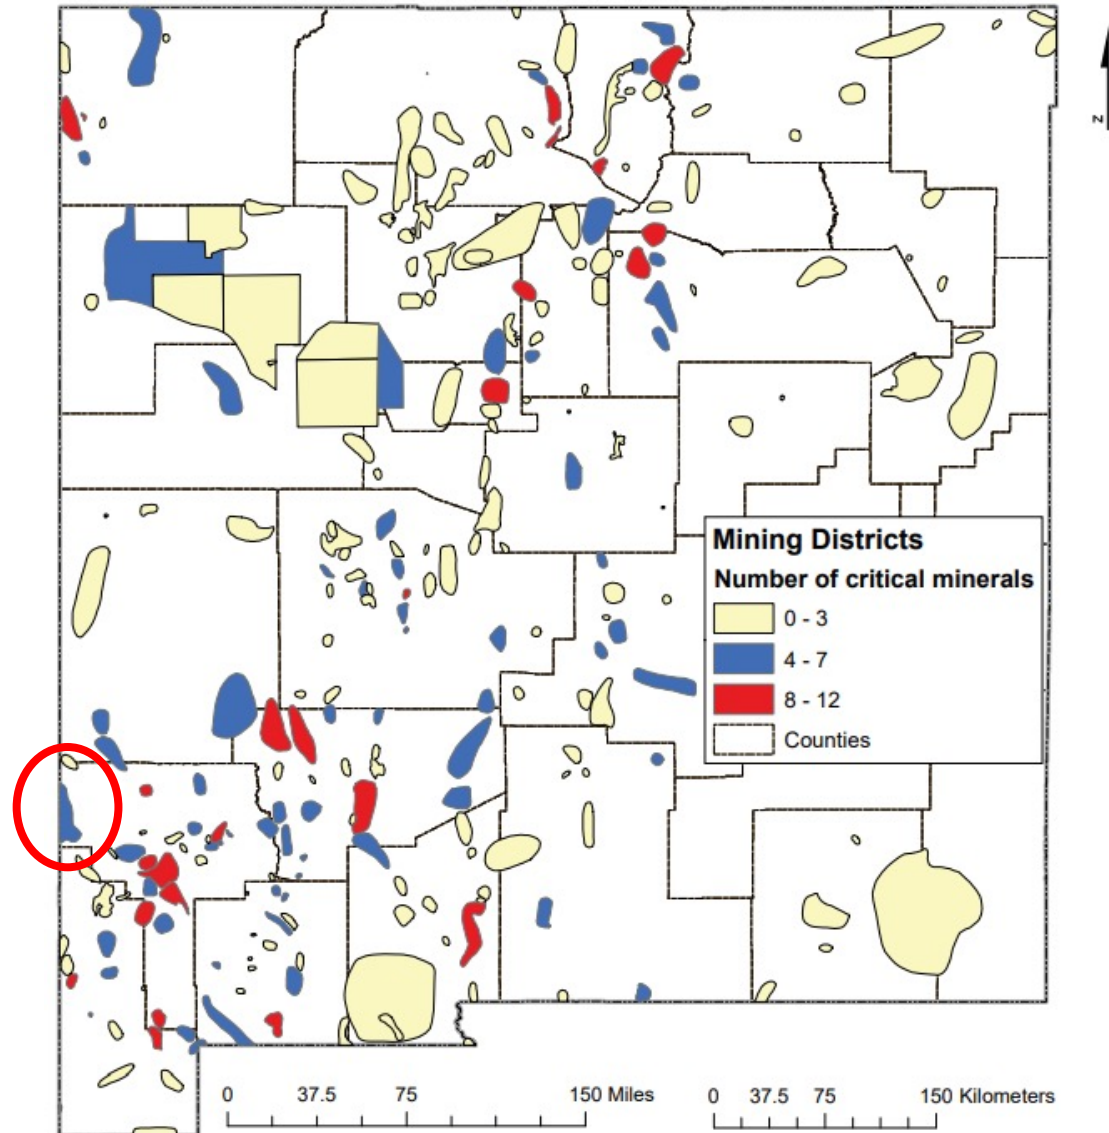 z
Mining Districts
Number of critical minerals
0 - 3
4 - 7
8 - 12
Counties
0 37.5 75 150 Miles
0 37.5 75 150 Kilometers